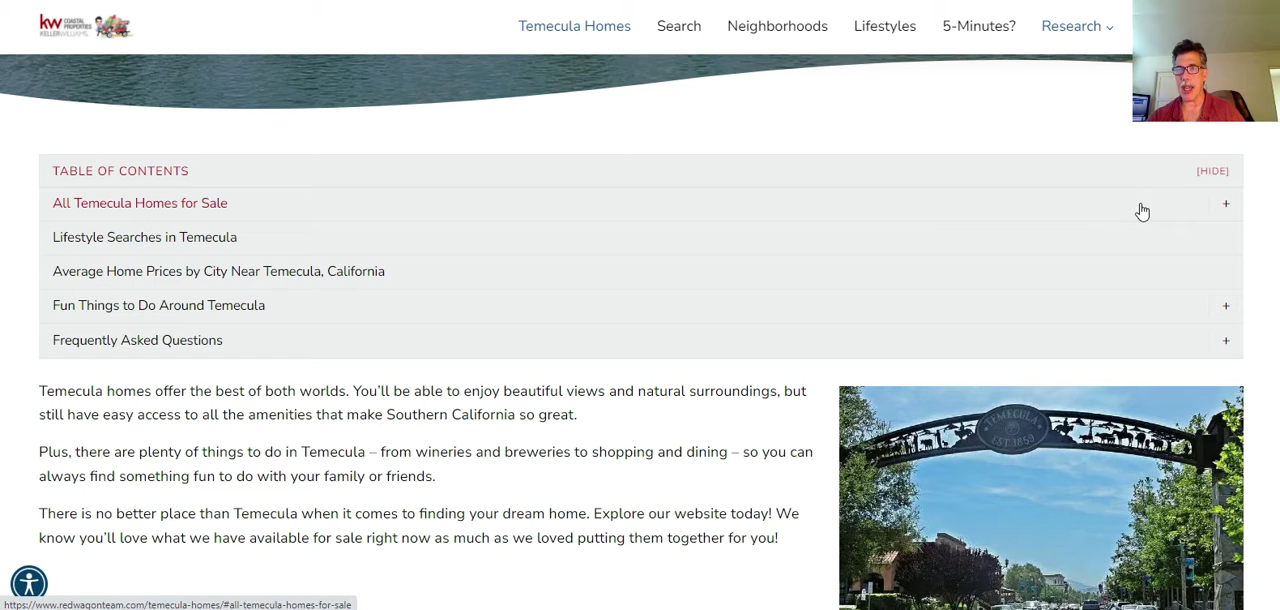 kw COASTAL PROPERTIES
KELLERWILLIAMS
Temecula Homes Search Neighborhoods Lifestyles 5-Minutes? Research
TABLE OF CONTENTS [HIDE]
All Temecula Homes for Sale +
Lifestyle Searches in Temecula
Average Home Prices by City Near Temecula, California
Fun Things to Do Around Temecula +
Frequently Asked Questions +
Temecula homes offer the best of both worlds. You'll be able to enjoy beautiful views and natural surroundings, but
still have easy access to all the amenities that make Southern California so great.
Plus, there are plenty of things to do in Temecula – from wineries and breweries to shopping and dining – so you can
always find something fun to do with your family or friends.
There is no better place than Temecula when it comes to finding your dream home. Explore our website today! We
know you'll love what we have available for sale right now as much as we loved putting them together for you!
TEMECULA
EST 1859
https://www.redwagonteam.com/temecula-homes/#all-temecula-homes-for-sale